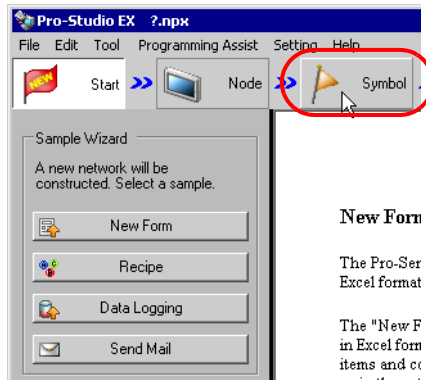 Pro-Studio EX ?.npx
File Edit Tool Programming Assist Setting Help
NEW Start Node Symbol
Sample Wizard
A new network will be
constructed. Select a sample.
New Form
Recipe
Data Logging
Send Mail
New Form
The Pro-Ser
Excel format
The "New F
in Excel form
items and co